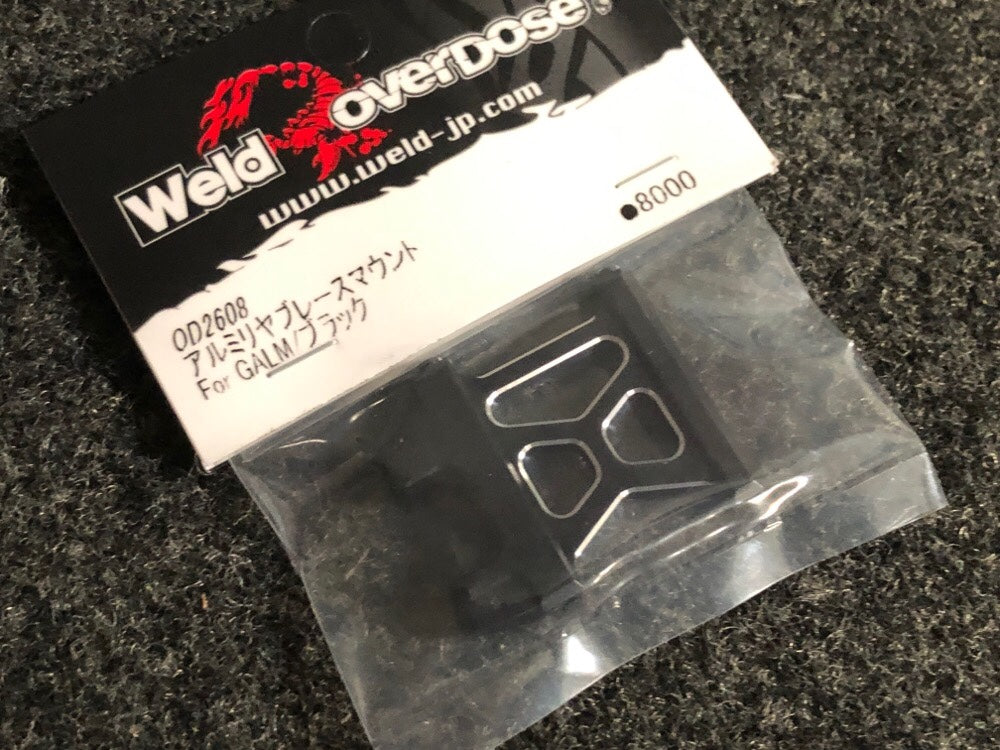 Weld OverDose
www.weld-jp.com
●8000
OD2608
アルミリヤブレースマウント
For GALM/ブラック